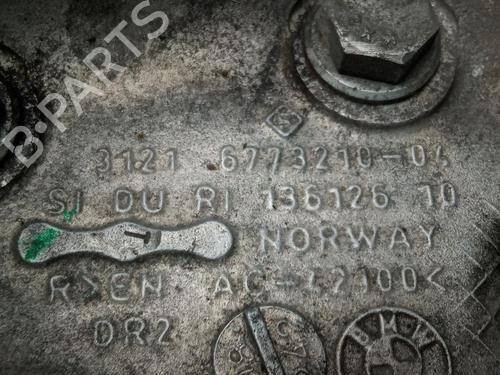 B-PARTS
3121 6773210-04
SI DU RI 136126 10
NORWAY
R>EN AC-42100<
DR2
BMW